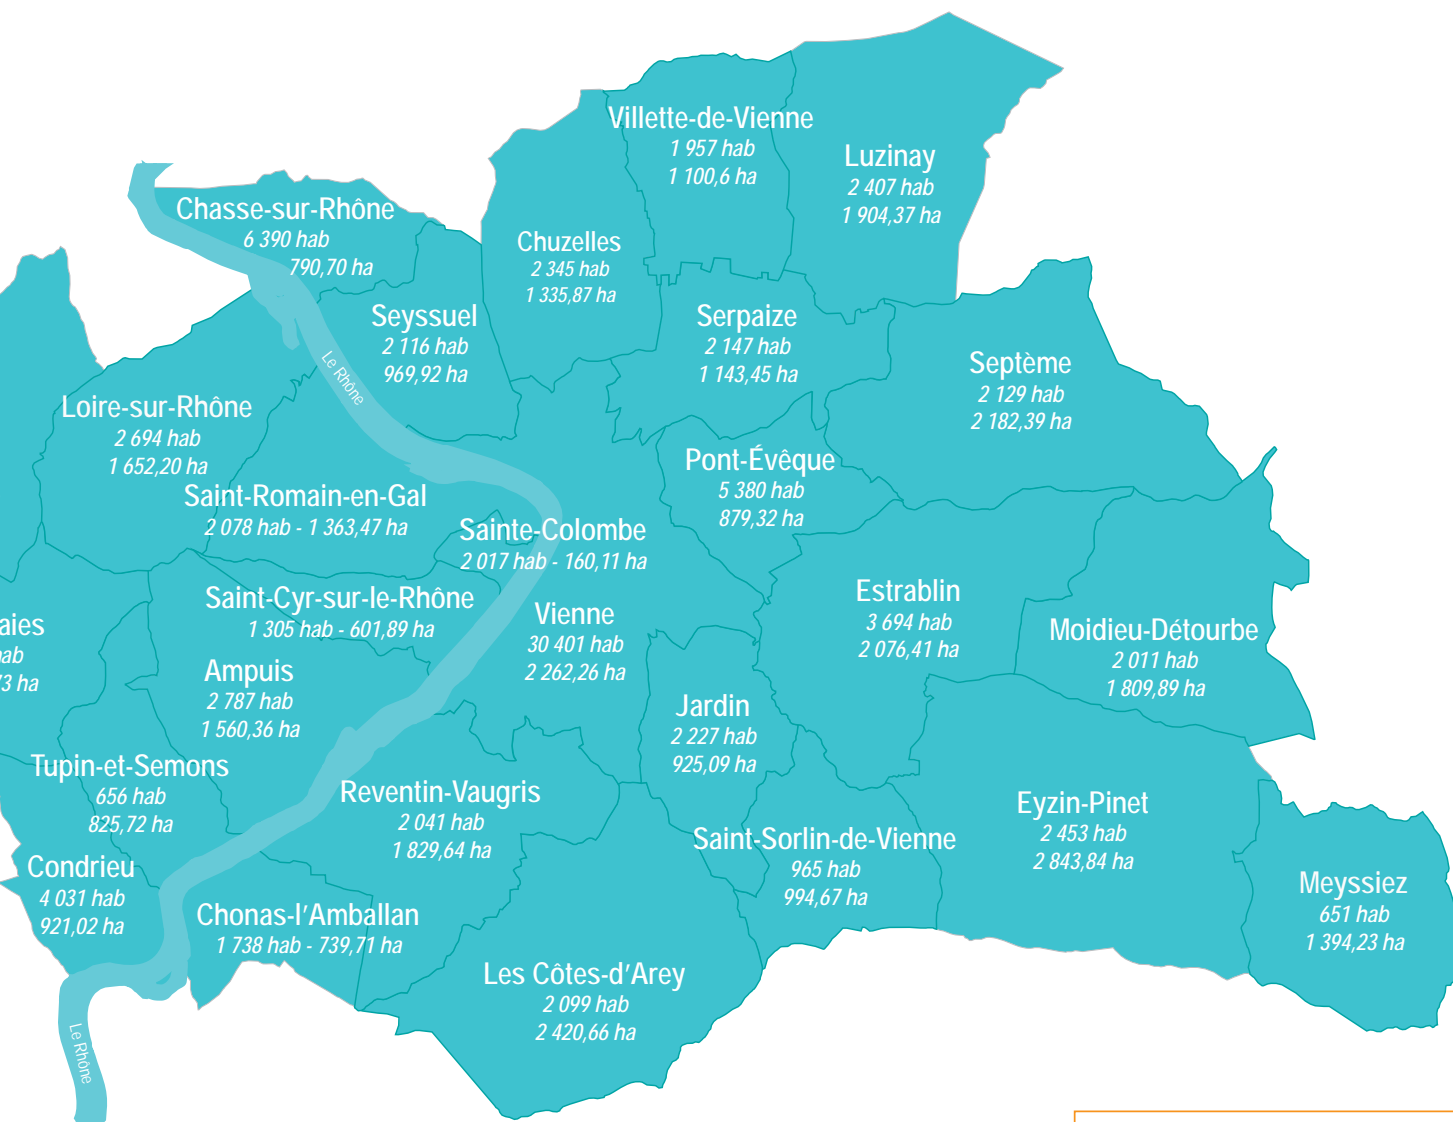 Villette-de-Vienne
1 957 hab
1 100,6 ha
Luzinay
2 407 hab
1 904,37 ha
Chasse-sur-Rhône
6 390 hab
790,70 ha
Chuzelles
2 345 hab
1 335,87 ha
Seyssuel
2 116 hab
969,92 ha
Serpaize
2 147 hab
1 143,45 ha
Septème
2 129 hab
2 182,39 ha
Le Rhône
Loire-sur-Rhône
2 694 hab
1 652,20 ha
Pont-Évêque
5 380 hab
879,32 ha
Saint-Romain-en-Gal
2 078 hab - 1 363,47 ha
Sainte-Colombe
2 017 hab - 160,11 ha
Saint-Cyr-sur-le-Rhône
1 305 hab - 601,89 ha
Vienne
30 401 hab
2 262,26 ha
Estrablin
3 694 hab
2 076,41 ha
Moidieu-Détourbe
2 011 hab
1 809,89 ha
aies
ab
3 ha
Ampuis
2 787 hab
1 560,36 ha
Jardin
2 227 hab
925,09 ha
Tupin-et-Semons
656 hab
825,72 ha
Reventin-Vaugris
2 041 hab
1 829,64 ha
Saint-Sorlin-de-Vienne
965 hab
994,67 ha
Eyzin-Pinet
2 453 hab
2 843,84 ha
Condrieu
4 031 hab
921,02 ha
Meyssiez
651 hab
1 394,23 ha
Chonas-l'Amballan
1 738 hab - 739,71 ha
Les Côtes-d'Arey
2 099 hab
2 420,66 ha
Le Rhône